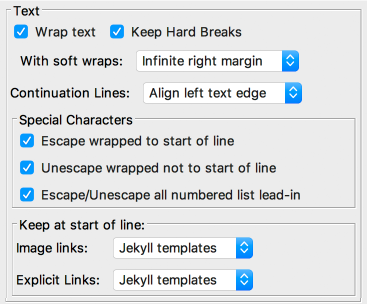 Text
Wrap text Keep Hard Breaks
With soft wraps: Infinite right margin
Continuation Lines: Align left text edge
Special Characters
Escape wrapped to start of line
Unescape wrapped not to start of line
Escape/Unescape all numbered list lead-in
Keep at start of line:
Image links: Jekyll templates
Explicit Links: Jekyll templates